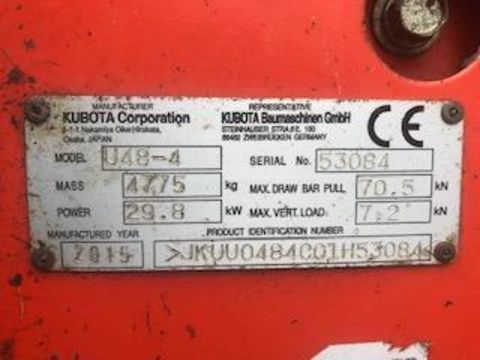 MANUFACTURER
KUBOTA Corporation
2-1-1 Nakamiya Oike Hirakata,
Osaka, JAPAN
REPRESENTATIVE
KUBOTA Baumaschinen GmbH
STEINHAUSER STRAßE 100
66482 ZWEIBRÜCKEN GERMANY
CE
MODEL U48-4
SERIAL No. 53084
MASS 4775 kg
MAX. DRAW BAR PULL 70.5 kN
POWER 29.8 kW
MAX. VERT. LOAD 7.2 kN
MANUFACTURED YEAR
2015
PRODUCT IDENTIFICATION NUMBER
>JKUU0484C01H53084<